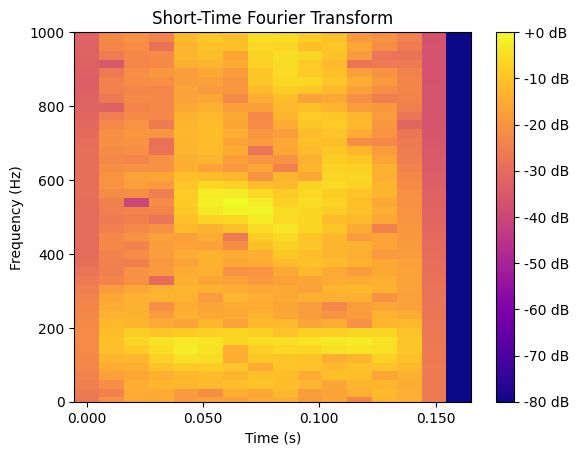 Short-Time Fourier Transform
1000
800
600
400
200
0
Frequency (Hz)
0.000
0.050
0.100
0.150
Time (s)
+0 dB
-10 dB
-20 dB
-30 dB
-40 dB
-50 dB
-60 dB
-70 dB
-80 dB